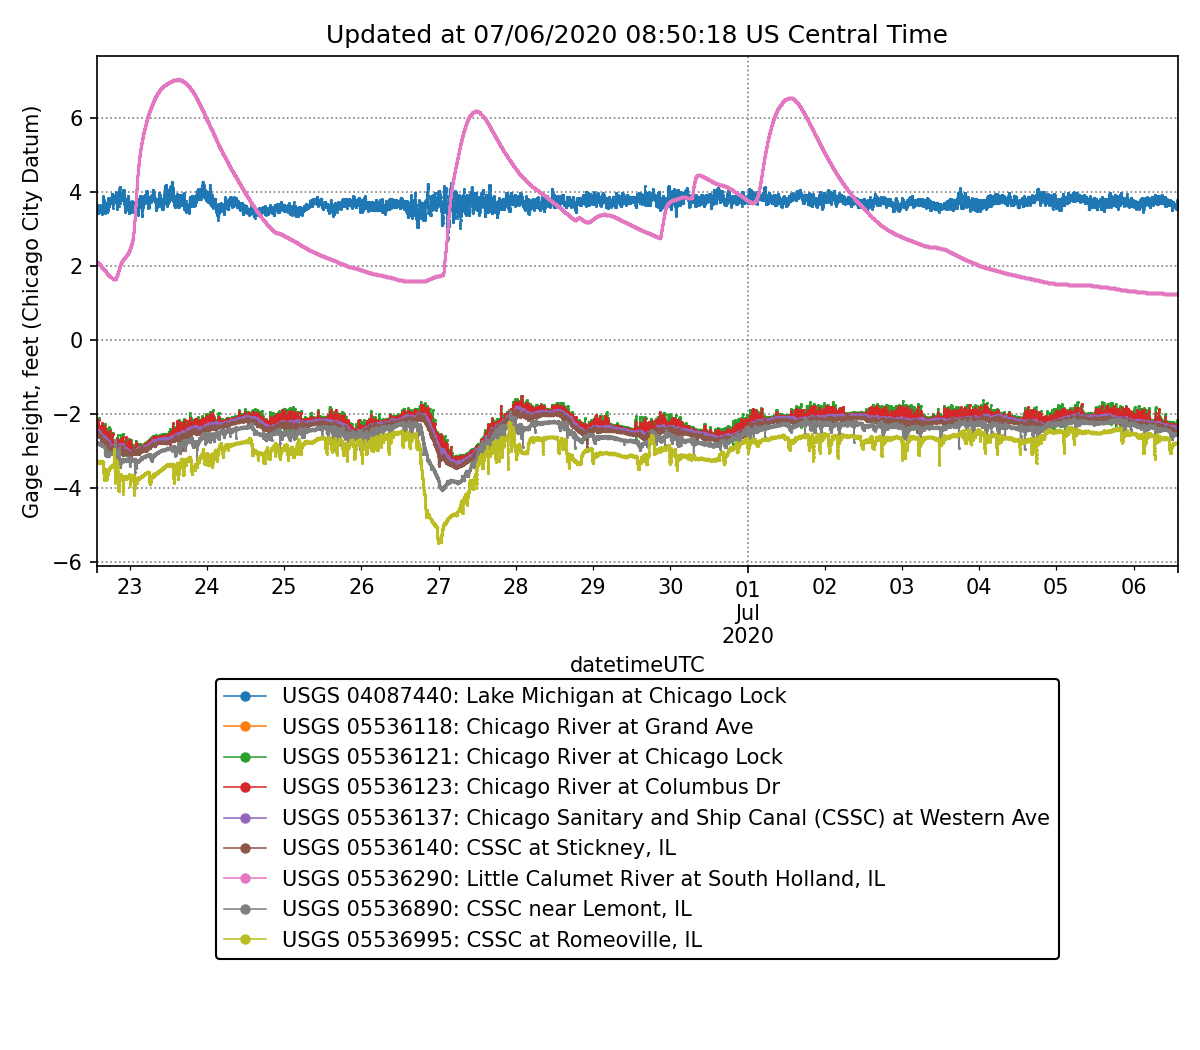 Updated at 07/06/2020 08:50:18 US Central Time
Gage height, feet (Chicago City Datum)
6
4
2
0
−2
−4
−6
23 24 25 26 27 28 29 30 01 02 03 04 05 06
Jul
2020
datetimeUTC
USGS 04087440: Lake Michigan at Chicago Lock
USGS 05536118: Chicago River at Grand Ave
USGS 05536121: Chicago River at Chicago Lock
USGS 05536123: Chicago River at Columbus Dr
USGS 05536137: Chicago Sanitary and Ship Canal (CSSC) at Western Ave
USGS 05536140: CSSC at Stickney, IL
USGS 05536290: Little Calumet River at South Holland, IL
USGS 05536890: CSSC near Lemont, IL
USGS 05536995: CSSC at Romeoville, IL